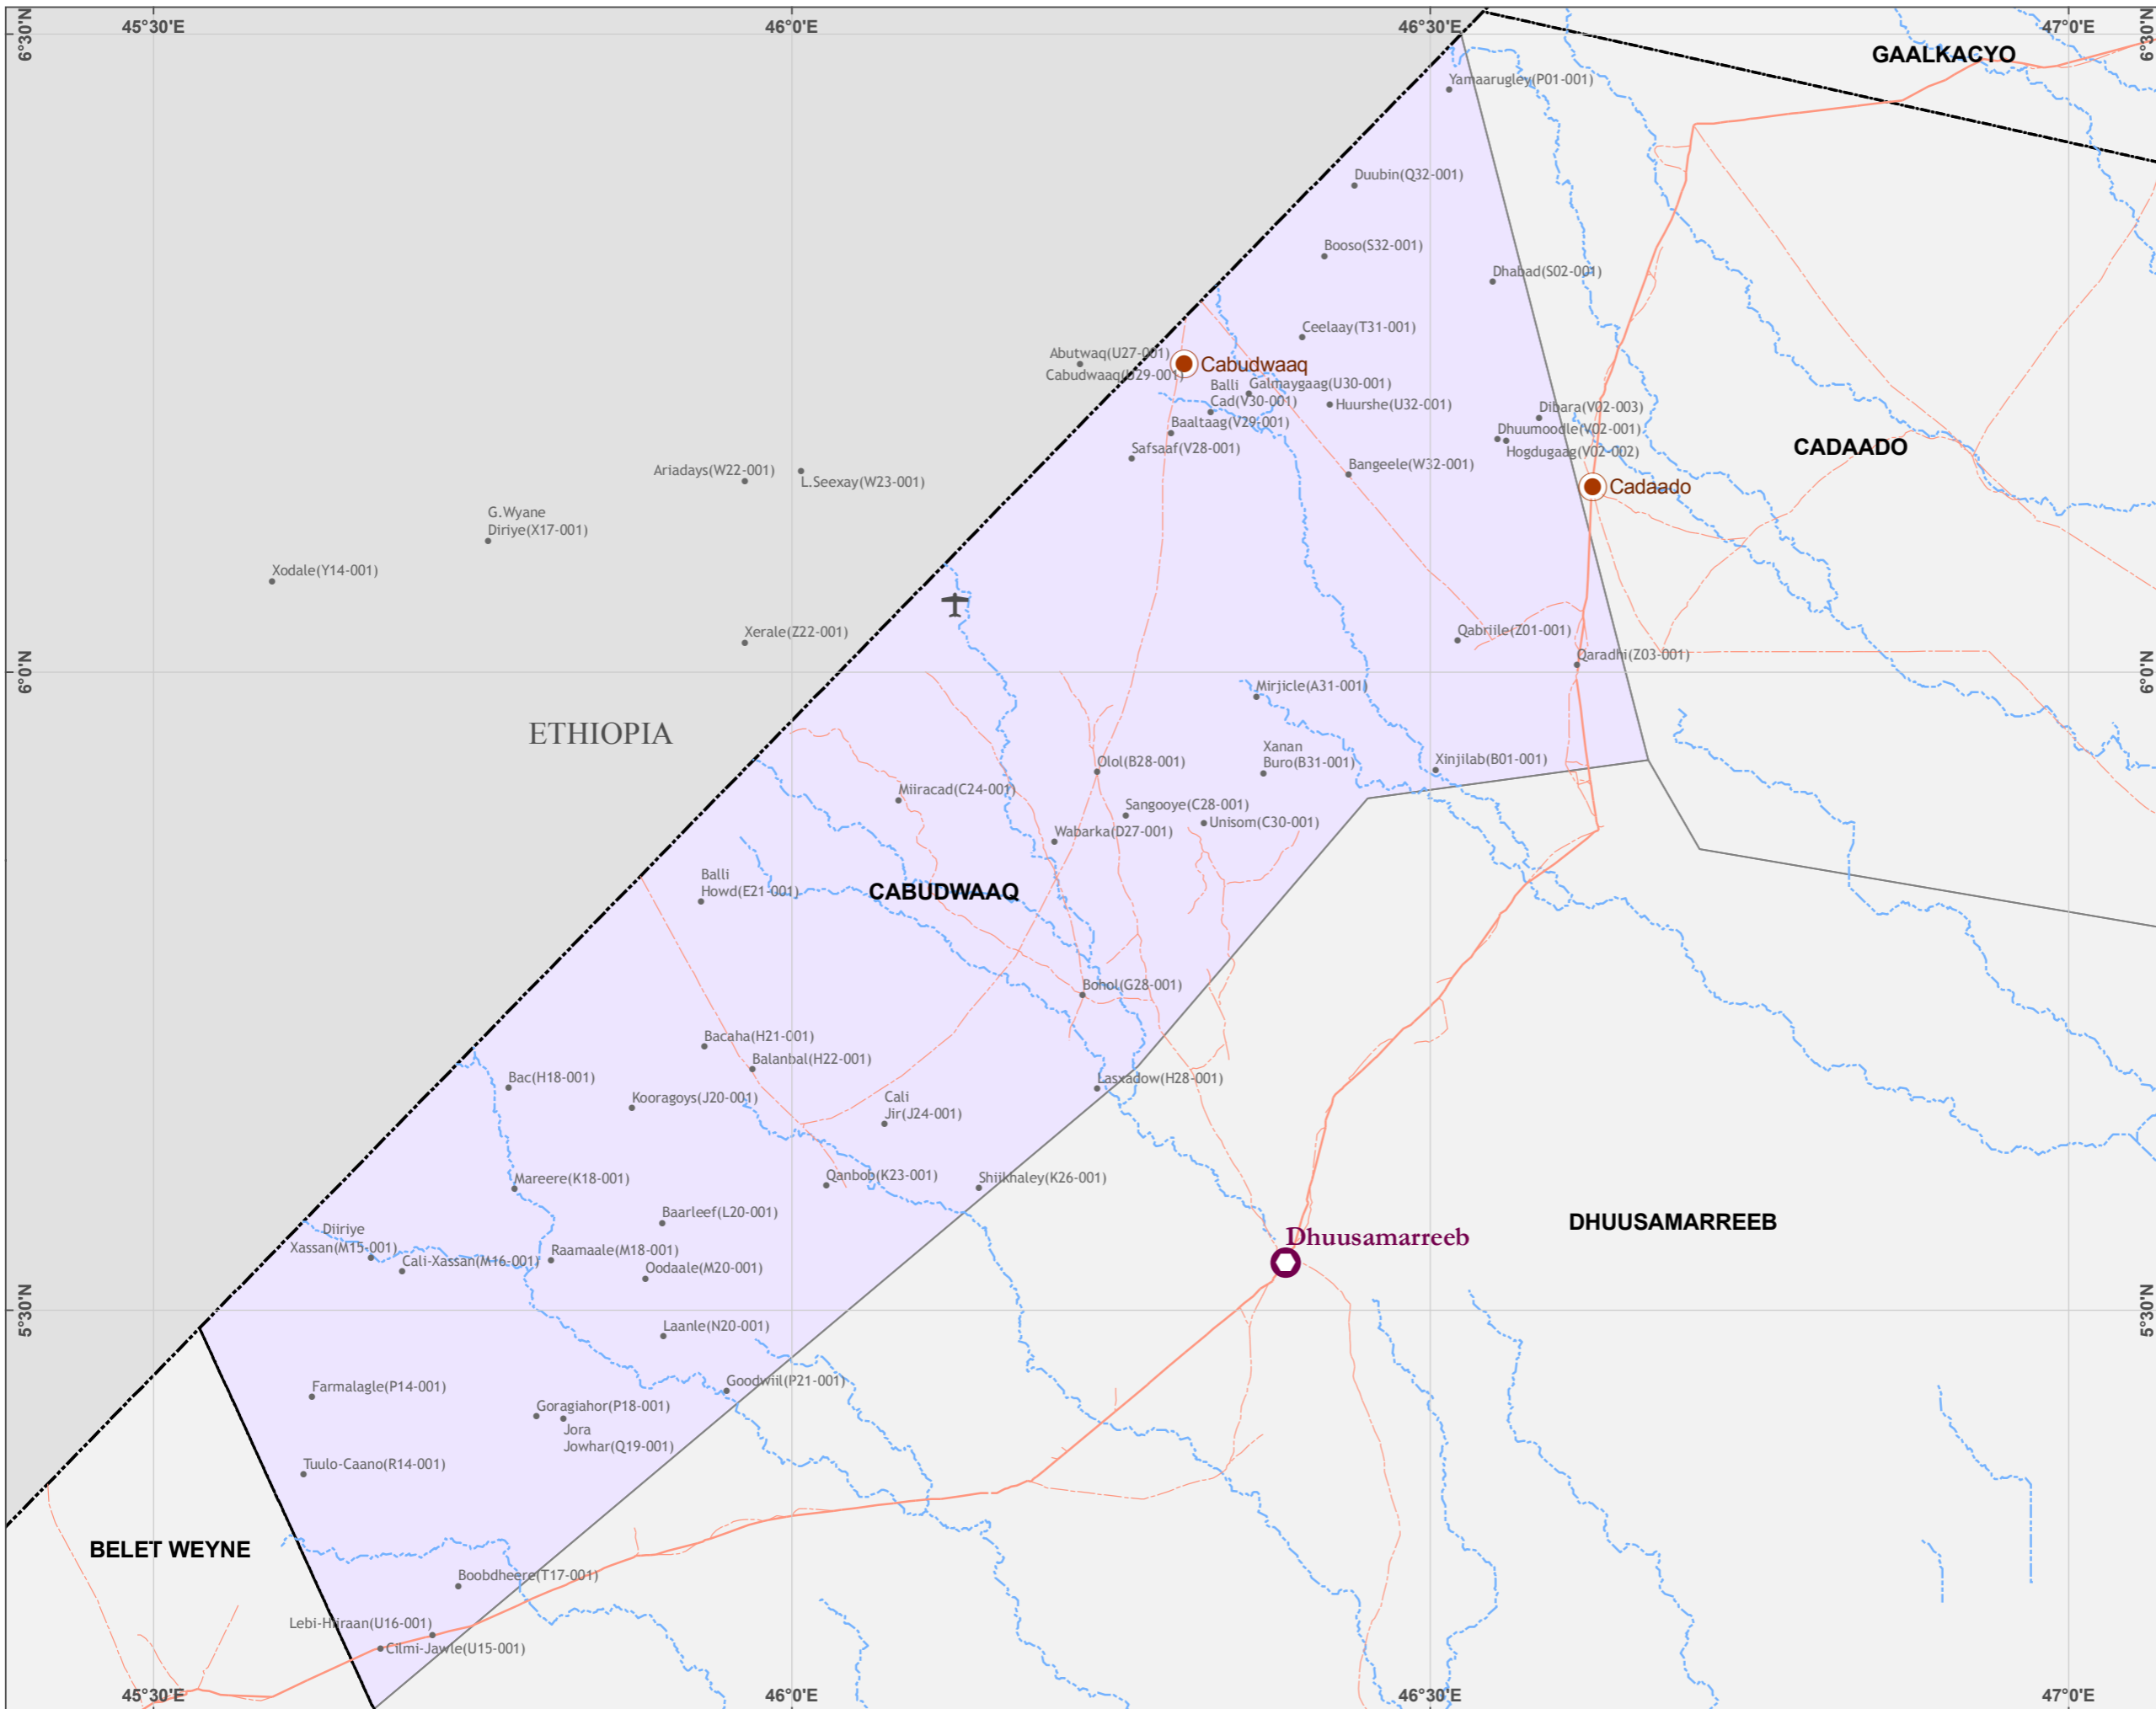 45°30'E
46°0'E
46°30'E
47°0'E
6°30'N
6°30'N
GAALKACYO
Yamaarugley(P01-001)
Duubin(Q32-001)
Booso(S32-001)
Dhabad(S02-001)
Ceelaay(T31-001)
Abutwaq(U27-001)
Cabudwaaq
Cabudwaaq(U29-001)
Balli
Cad(V30-001)
Galmaygaag(U30-001)
Huurshe(U32-001)
Dibara(V02-003)
Baaltaag(V29-001)
Dhuumoodle(V02-001)
Safsaaf(V28-001)
Hogdugaag(V02-002)
CADAADO
Bangeele(W32-001)
Ariadays(W22-001)
L.Seexay(W23-001)
Cadaado
G.Wyane
Diriye(X17-001)
Xodale(Y14-001)
Xerale(Z22-001)
Qabriile(Z01-001)
Qaradhi(Z03-001)
6°0'N
6°0'N
Mirjicle(A31-001)
ETHIOPIA
Xanan
Buro(B31-001)
Olol(B28-001)
Xinjilab(B01-001)
Miiracad(C24-001)
Sangooye(C28-001)
Unisom(C30-001)
Wabarka(D27-001)
Balli
Howd(E21-001)
CABUDWAAQ
Bohol(G28-001)
Bacaha(H21-001)
Balanbal(H22-001)
Bac(H18-001)
Lasxadow(H28-001)
Kooragoys(J20-001)
Cali
Jir(J24-001)
Mareere(K18-001)
Qanbob(K23-001)
Shiikhaley(K26-001)
Baarleef(L20-001)
DHUUSAMARREEB
Diiriye
Xassan(M15-001)
Dhuusamarreeb
Cali-Xassan(M16-001)
Raamaale(M18-001)
Oodaale(M20-001)
5°30'N
5°30'N
Laanle(N20-001)
Farmalagle(P14-001)
Goodwiil(P21-001)
Goragiahor(P18-001)
Jora
Jowhar(Q19-001)
Tuulo-Caano(R14-001)
BELET WEYNE
Boobdheere(T17-001)
Lebi-Hiiraan(U16-001)
Cilmi-Jawle(U15-001)
45°30'E
46°0'E
46°30'E
47°0'E